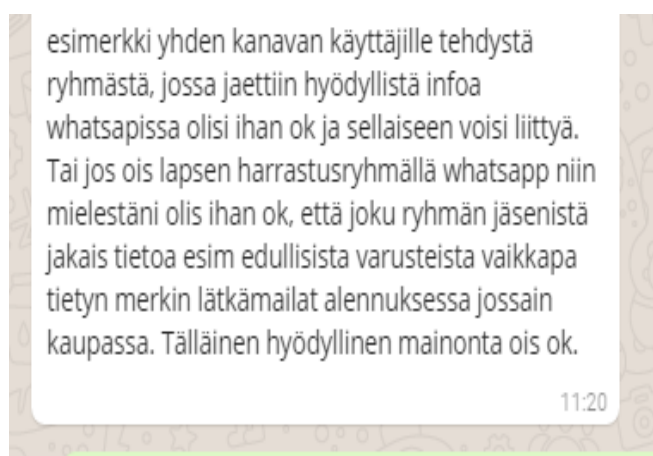 esimerkki yhden kanavan käyttäjille tehdystä
ryhmästä, jossa jaettiin hyödyllistä infoa
whatsapissa olisi ihan ok ja sellaiseen voisi liittyä.
Tai jos ois lapsen harrastusryhmällä whatsapp niin
mielestäni olis ihan ok, että joku ryhmän jäsenistä
jakais tietoa esim edullisista varusteista vaikkapa
tietyn merkin lätkämailat alennuksessa jossain
kaupassa. Tälläinen hyödyllinen mainonta ois ok.
11:20